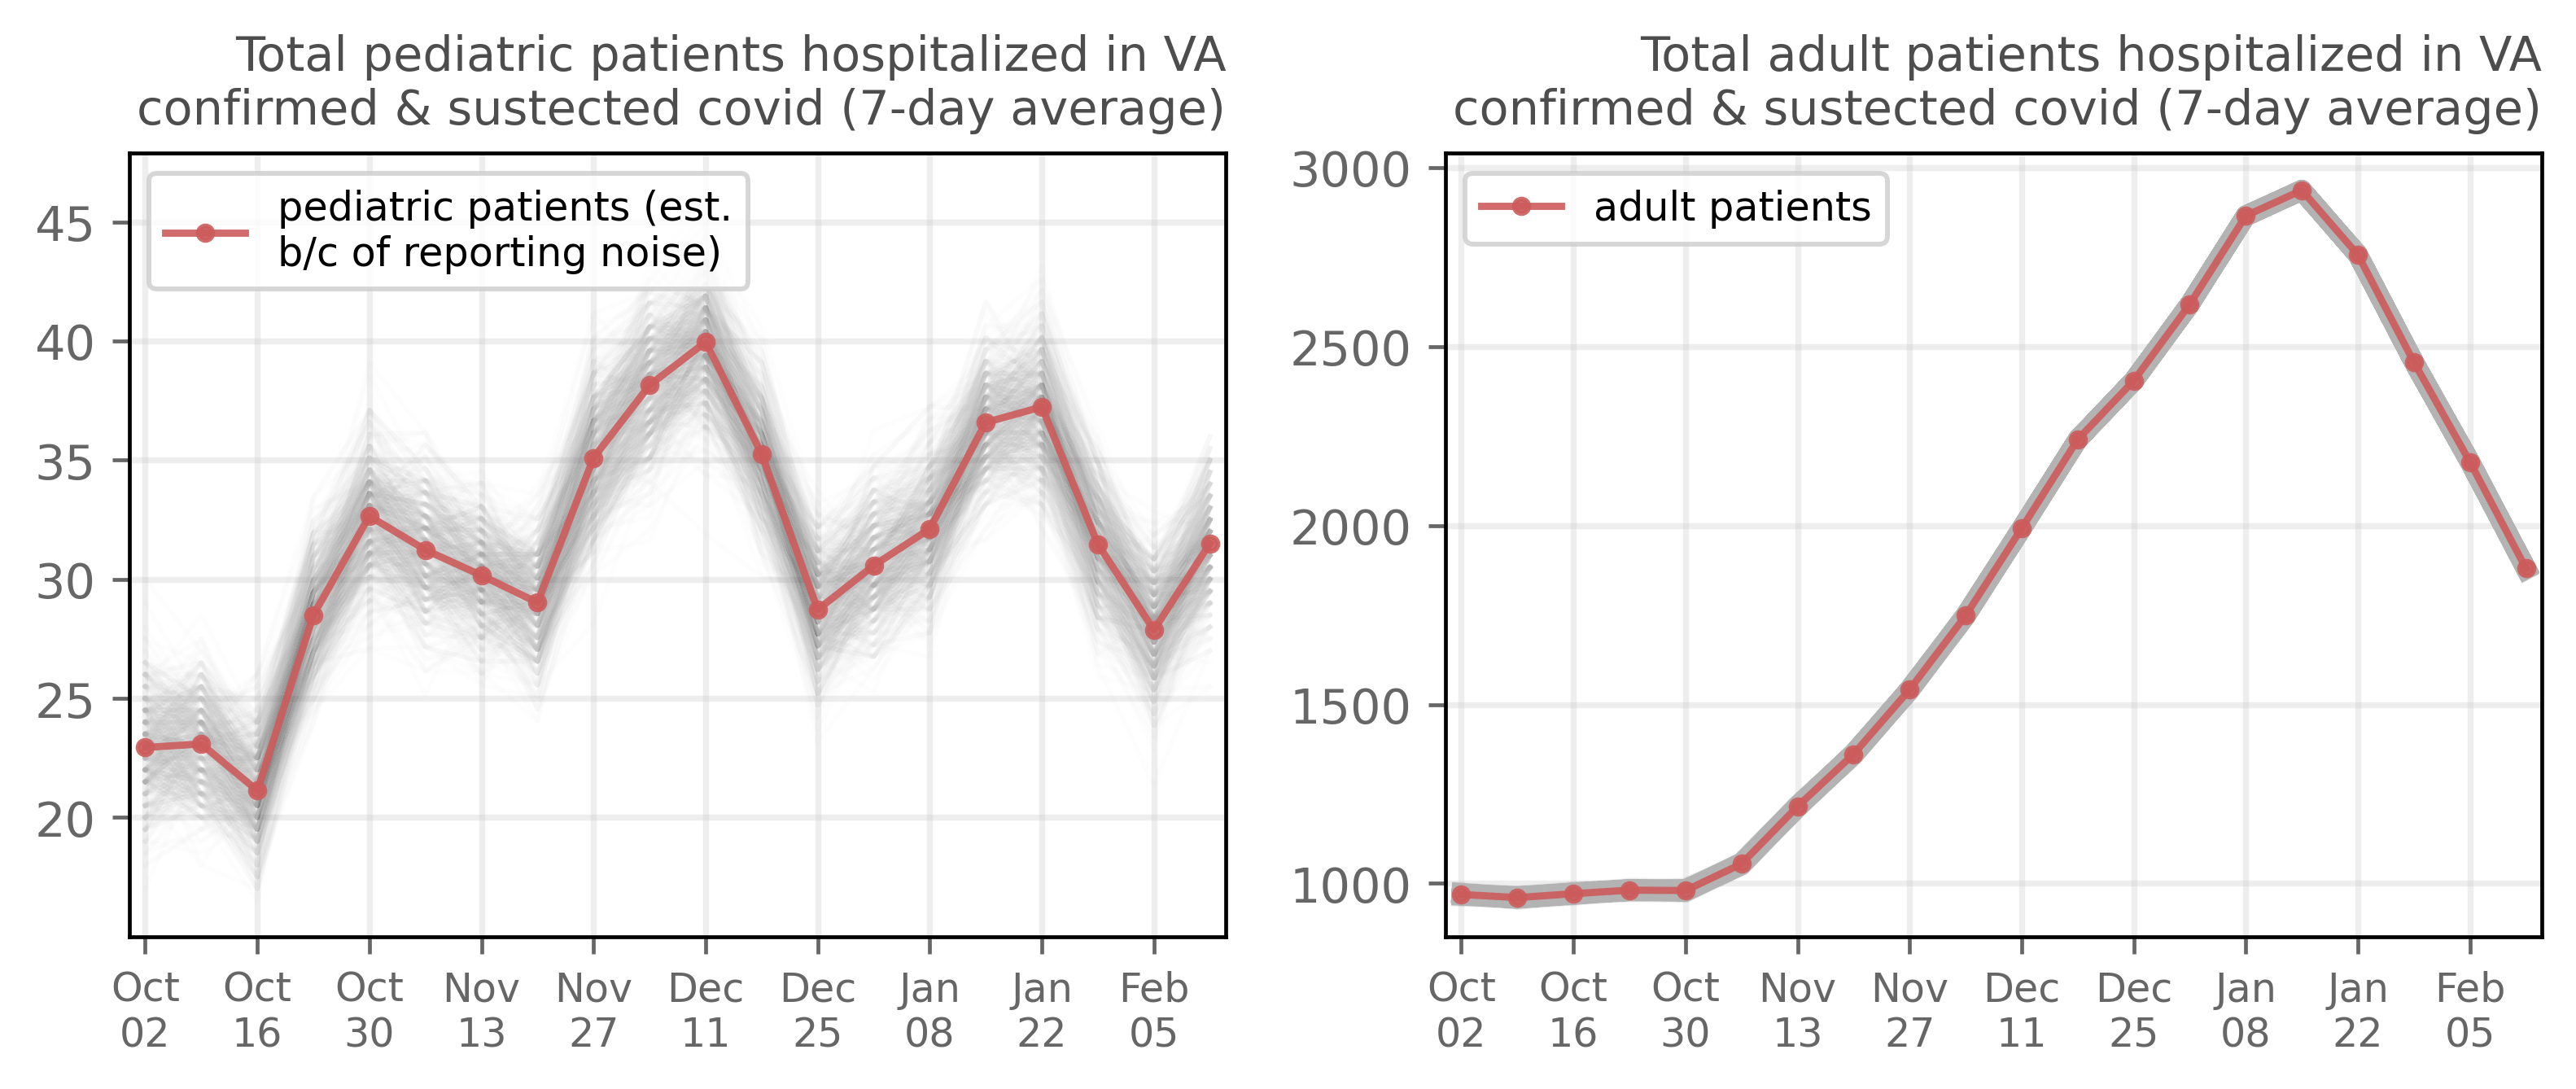 Total pediatric patients hospitalized in VA
confirmed & sustected covid (7-day average)
pediatric patients (est.
b/c of reporting noise)
45
40
35
30
25
20
Oct 02
Oct 16
Oct 30
Nov 13
Nov 27
Dec 11
Dec 25
Jan 08
Jan 22
Feb 05
Total adult patients hospitalized in VA
confirmed & sustected covid (7-day average)
adult patients
3000
2500
2000
1500
1000
Oct 02
Oct 16
Oct 30
Nov 13
Nov 27
Dec 11
Dec 25
Jan 08
Jan 22
Feb 05